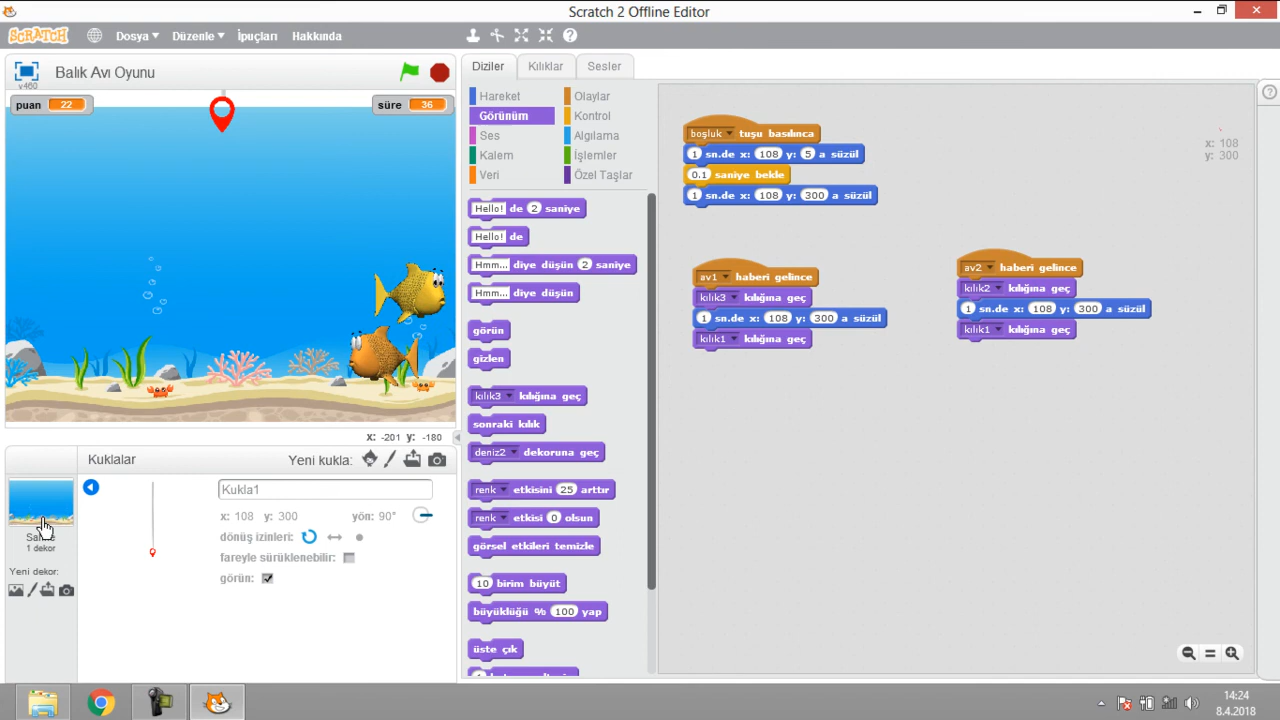 Scratch 2 Offline Editor
SCRATCH
Dosya
Düzenle
İpuçları
Hakkında
v460
Balık Avı Oyunu
puan 22
süre 36
x: -201 y: -180
Kuklalar
Yeni kukla:
1 dekor
Yeni dekor:
Kukla1
x: 108 y: 300
yön: 90°
dönüş izinleri:
fareyle sürüklenebilir:
görün:
Diziler
Kılıklar
Sesler
Hareket
Olaylar
Görünüm
Kontrol
Ses
Algılama
Kalem
İşlemler
Veri
Özel Taşlar
Hello! de 2 saniye
Hello! de
Hmm... diye düşün 2 saniye
Hmm... diye düşün
görün
gizlen
kılık3 kılığına geç
sonraki kılık
deniz2 dekoruna geç
renk etkisini 25 arttır
renk etkisi 0 olsun
görsel etkileri temizle
10 birim büyüt
büyüklüğü % 100 yap
üste çık
boşluk tuşu basılınca
1 sn.de x: 108 y: 5 a süzül
0.1 saniye bekle
1 sn.de x: 108 y: 300 a süzül
av1 haberi gelince
kılık3 kılığına geç
1 sn.de x: 108 y: 300 a süzül
kılık1 kılığına geç
av2 haberi gelince
kılık2 kılığına geç
1 sn.de x: 108 y: 300 a süzül
kılık1 kılığına geç
x: 108
y: 300
14:24
8.4.2018